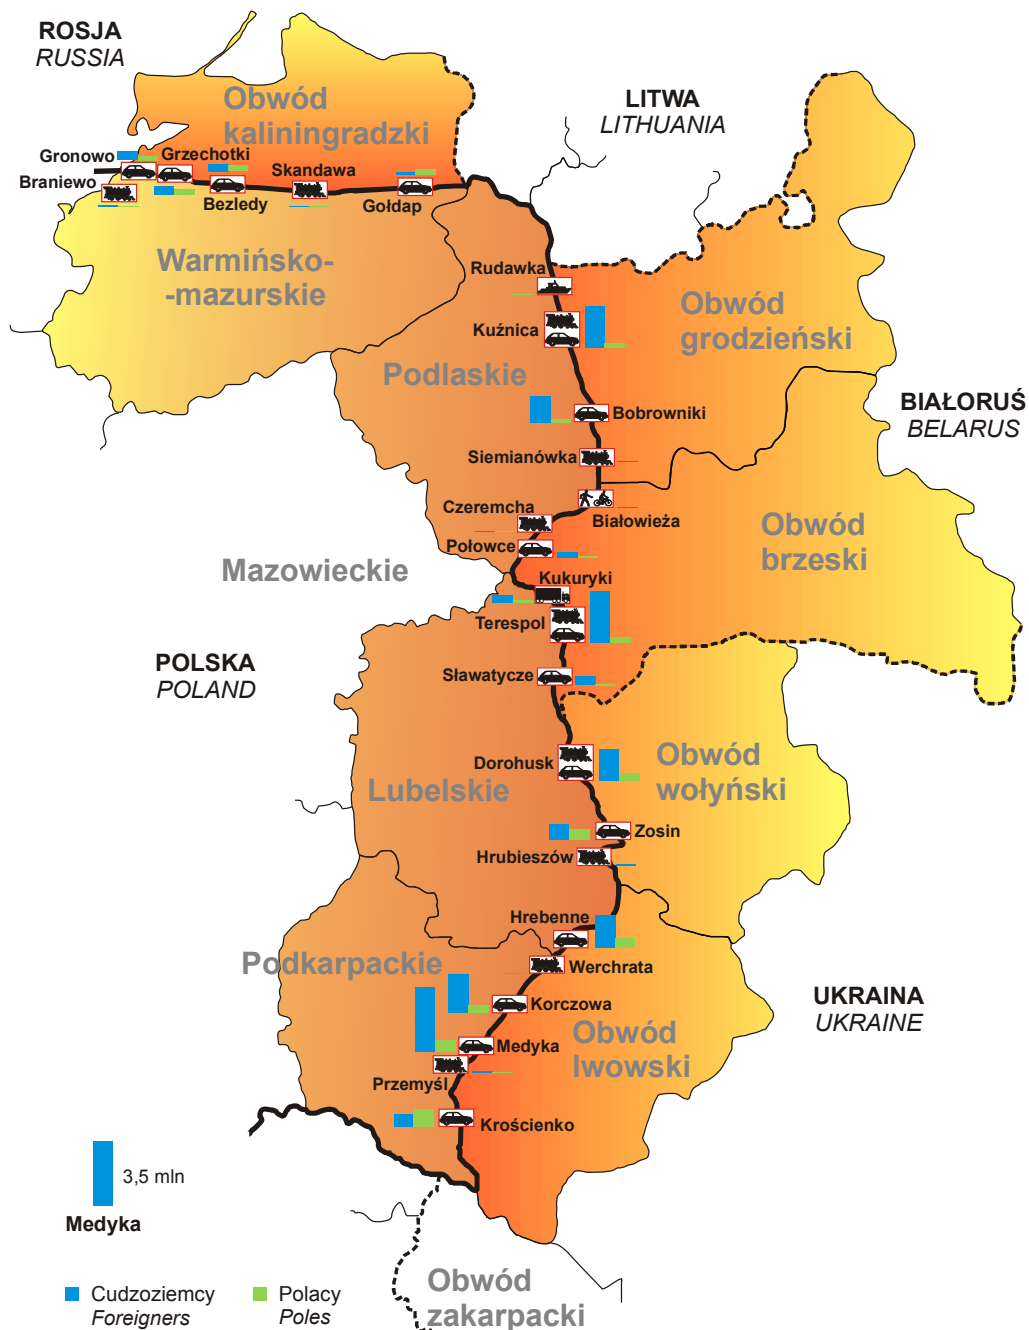 ROSJA
RUSSIA
Obwód
kaliningradzki
LITWA
LITHUANIA
Gronowo
Grzechotki
Braniewo
Bezledy
Skandawa
Gołdap
Warmińsko-
-mazurskie
Rudawka
Kuźnica
Obwód
grodzieński
Podlaskie
BIAŁORUŚ
BELARUS
Bobrowniki
Siemianówka
Czeremcha
Białowieża
Obwód
brzeski
Połowce
Mazowieckie
Kukuryki
Terespol
POLSKA
POLAND
Sławatycze
Dorohusk
Obwód
wołyński
Lubelskie
Zosin
Hrubieszów
Hrebenne
Podkarpackie
Werchrata
Korczowa
UKRAINA
UKRAINE
Medyka
Obwód
lwowski
Przemyśl
Krościenko
3,5 mln
Medyka
Cudzoziemcy
Foreigners
Polacy
Poles
Obwód
zakarpacki